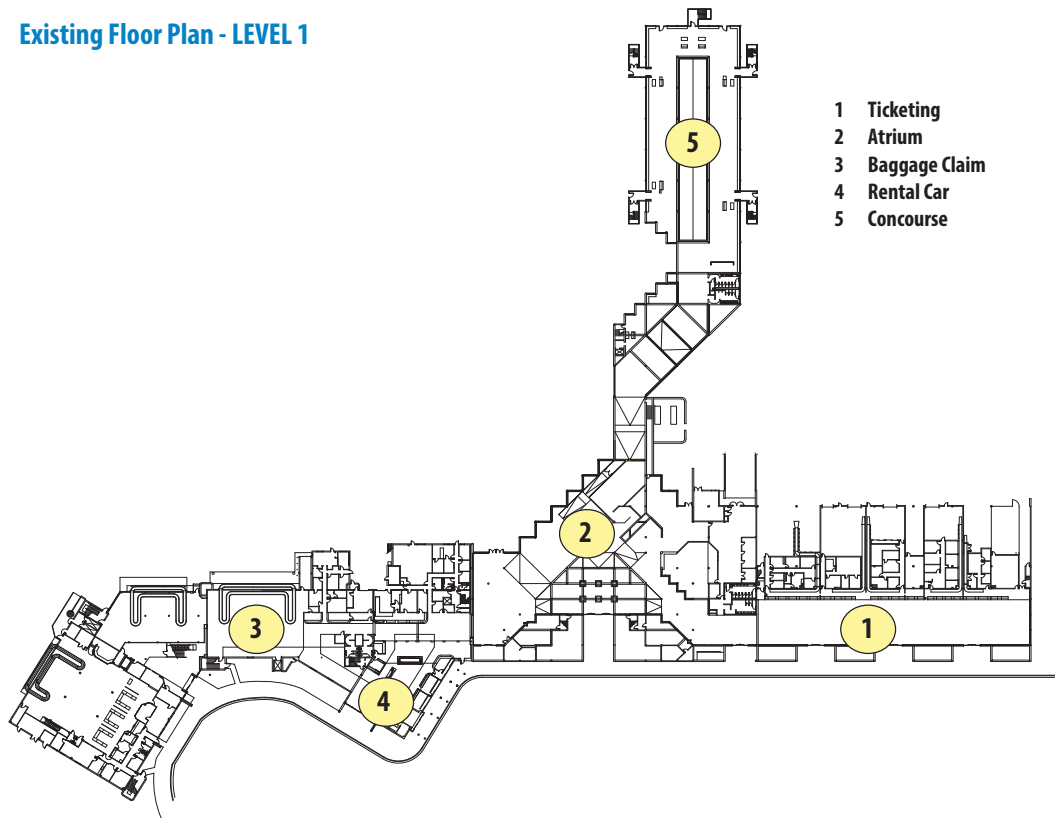 Existing Floor Plan - LEVEL 1
1 Ticketing
2 Atrium
3 Baggage Claim
4 Rental Car
5 Concourse
5
2
3
1
4